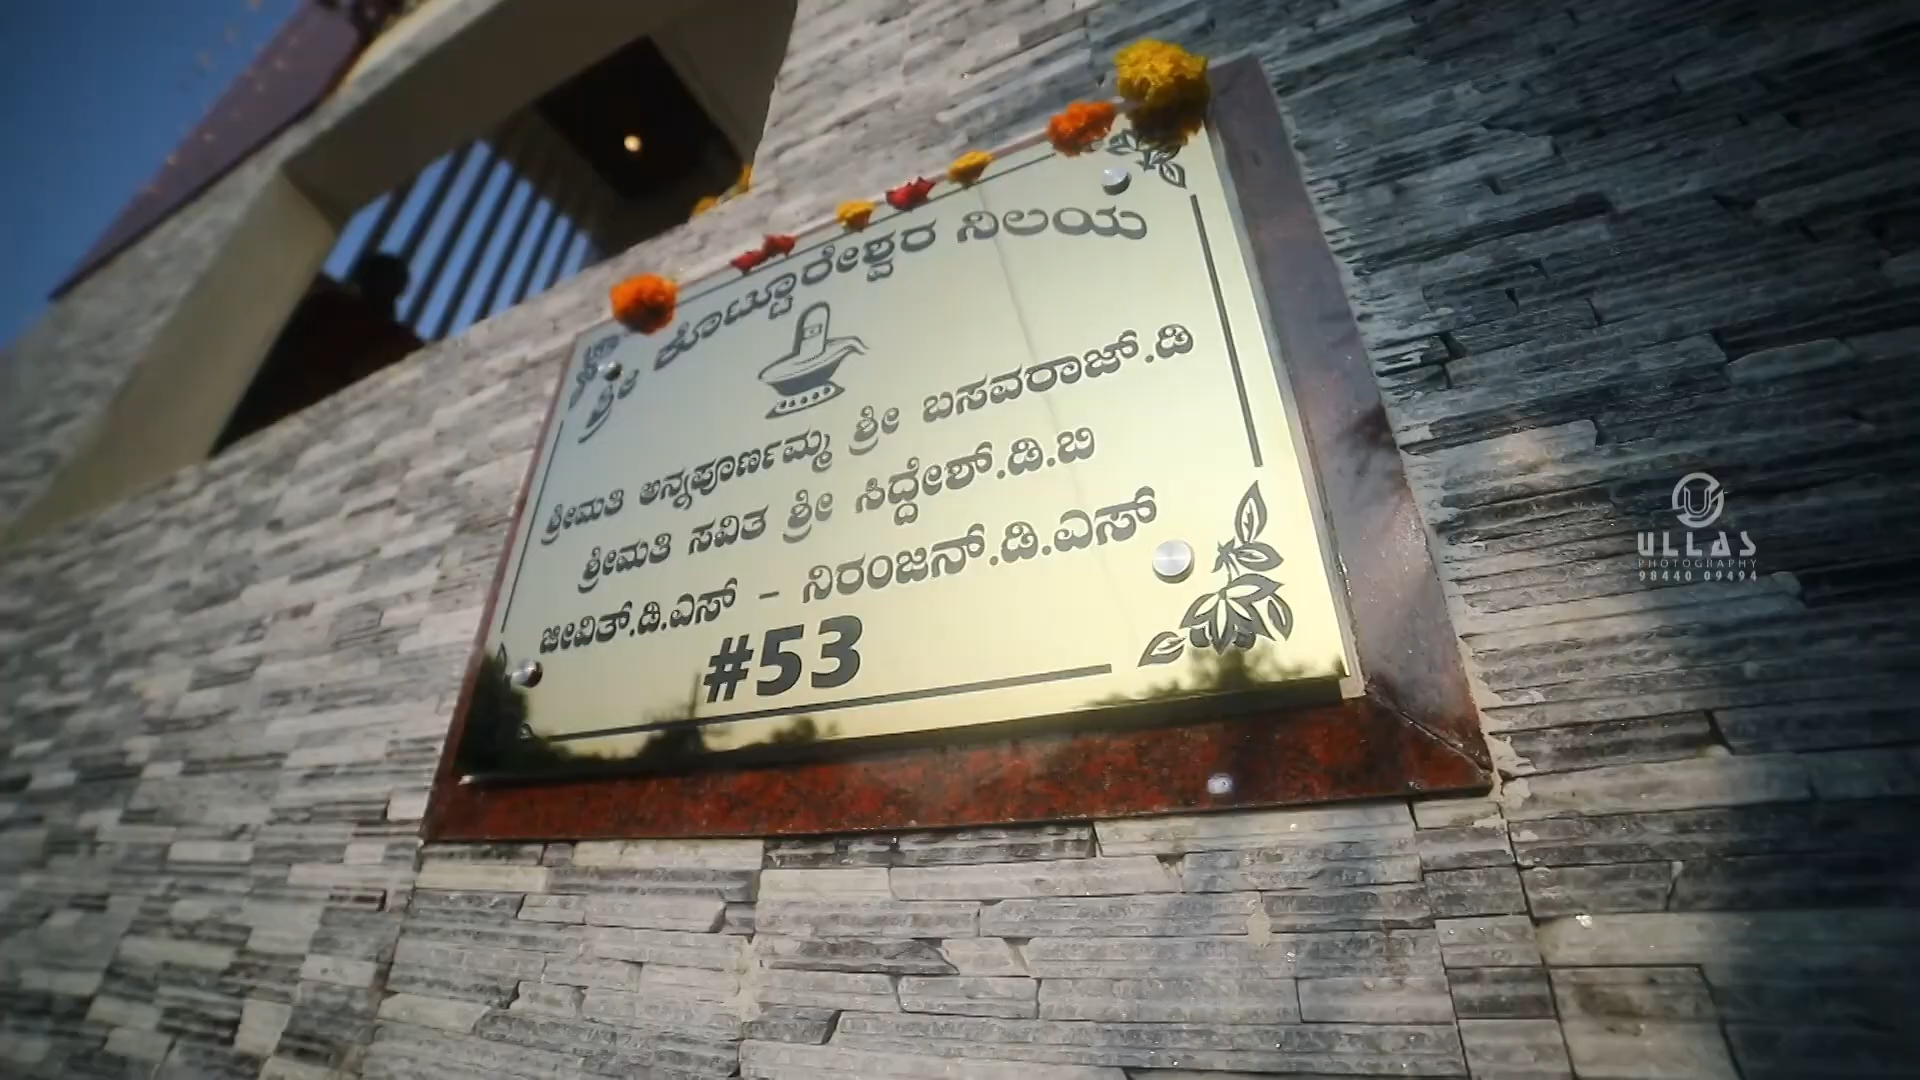 ಶ್ರೀ ಕೊಟ್ಟೂರೇಶ್ವರ ನಿಲಯ
ಶ್ರೀಮತಿ ಅನ್ನಪೂರ್ಣಮ್ಮ ಶ್ರೀ ಬಸವರಾಜ್.ಡಿ
ಶ್ರೀಮತಿ ಸವಿತ ಶ್ರೀ ಸಿದ್ದೇಶ್.ಡಿ.ಬಿ
ಜೀವಿತ್.ಡಿ.ಎಸ್ - ನಿರಂಜನ್.ಡಿ.ಎಸ್
#53
ULLAS
PHOTOGRAPHY
98440 09494